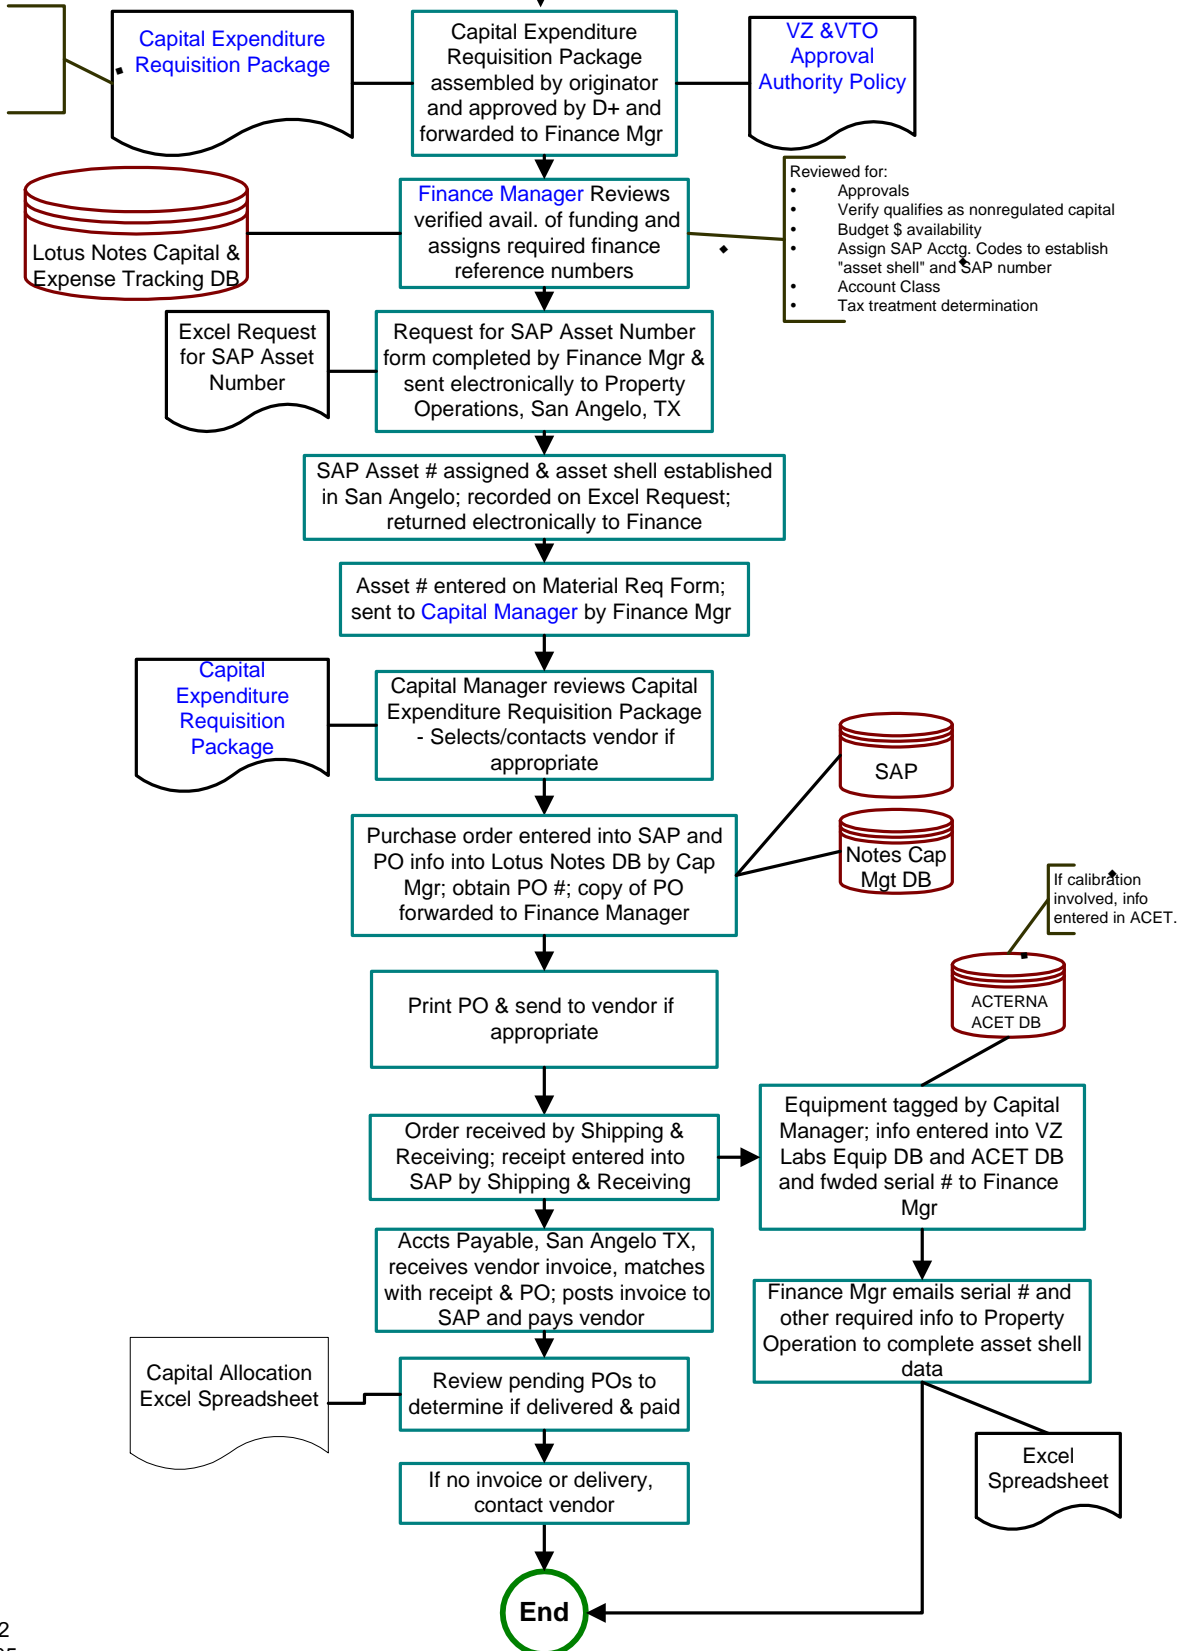 Capital Expenditure
Requisition Package
Capital Expenditure
Requisition Package
assembled by originator
and approved by D+ and
forwarded to Finance Mgr
VZ &VTO
Approval
Authority Policy
Lotus Notes Capital &
Expense Tracking DB
Finance Manager Reviews
verified avail. of funding and
assigns required finance
reference numbers
Reviewed for:
• Approvals
• Verify qualifies as nonregulated capital
• Budget $ availability
• Assign SAP Acctg. Codes to establish
"asset shell" and SAP number
• Account Class
• Tax treatment determination
Excel Request
for SAP Asset
Number
Request for SAP Asset Number
form completed by Finance Mgr &
sent electronically to Property
Operations, San Angelo, TX
SAP Asset # assigned & asset shell established
in San Angelo; recorded on Excel Request;
returned electronically to Finance
Asset # entered on Material Req Form;
sent to Capital Manager by Finance Mgr
Capital
Expenditure
Requisition
Package
Capital Manager reviews Capital
Expenditure Requisition Package
- Selects/contacts vendor if
appropriate
SAP
Notes Cap
Mgt DB
Purchase order entered into SAP and
PO info into Lotus Notes DB by Cap
Mgr; obtain PO #; copy of PO
forwarded to Finance Manager
If calibration
involved, info
entered in ACET.
ACTERNA
ACET DB
Print PO & send to vendor if
appropriate
Order received by Shipping &
Receiving; receipt entered into
SAP by Shipping & Receiving
Equipment tagged by Capital
Manager; info entered into VZ
Labs Equip DB and ACET DB
and fwded serial # to Finance
Mgr
Accts Payable, San Angelo TX,
receives vendor invoice, matches
with receipt & PO; posts invoice to
SAP and pays vendor
Finance Mgr emails serial # and
other required info to Property
Operation to complete asset shell
data
Capital Allocation
Excel Spreadsheet
Review pending POs to
determine if delivered & paid
Excel
Spreadsheet
If no invoice or delivery,
contact vendor
End
2